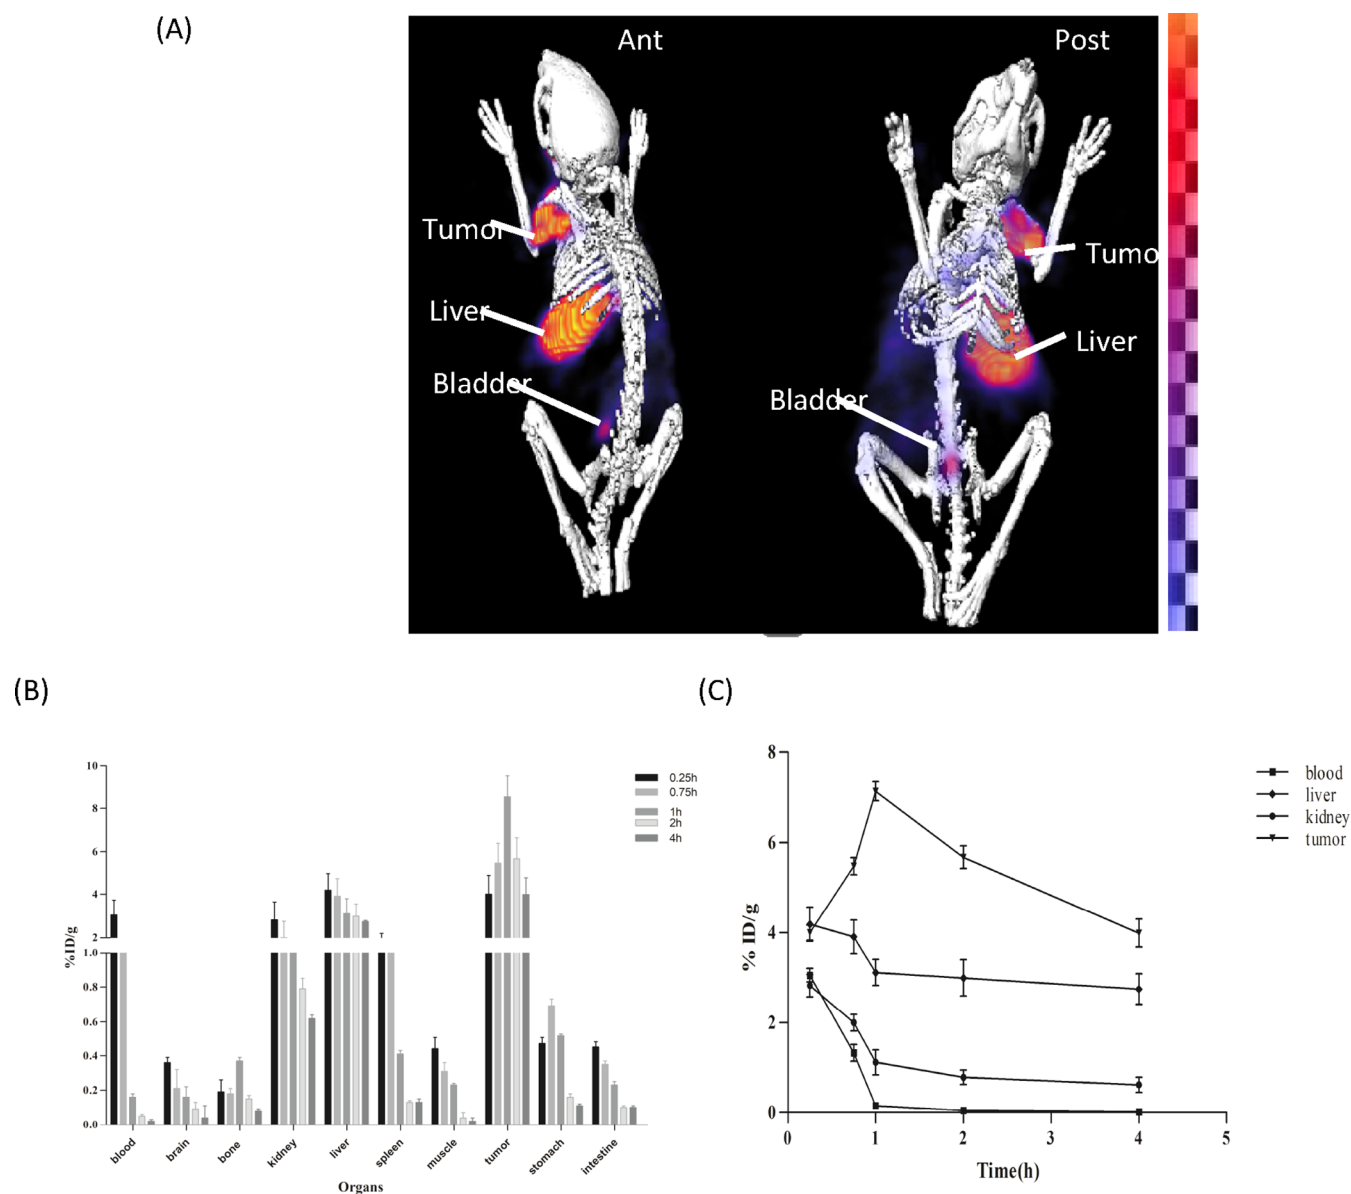 (A)
Ant
Post
Tumor
Tumo
Liver
Liver
Bladder
Bladder
(B)
(C)
10
8
6
4
2
1.0
0.8
0.6
0.4
0.2
0.0
%ID/g
0.25h
0.75h
1h
2h
4h
blood
brain
bone
kidney
liver
spleen
muscle
tumor
stomach
intestine
Organs
8
6
4
2
0
% ID/g
0
1
2
3
4
5
Time(h)
blood
liver
kidney
tumor